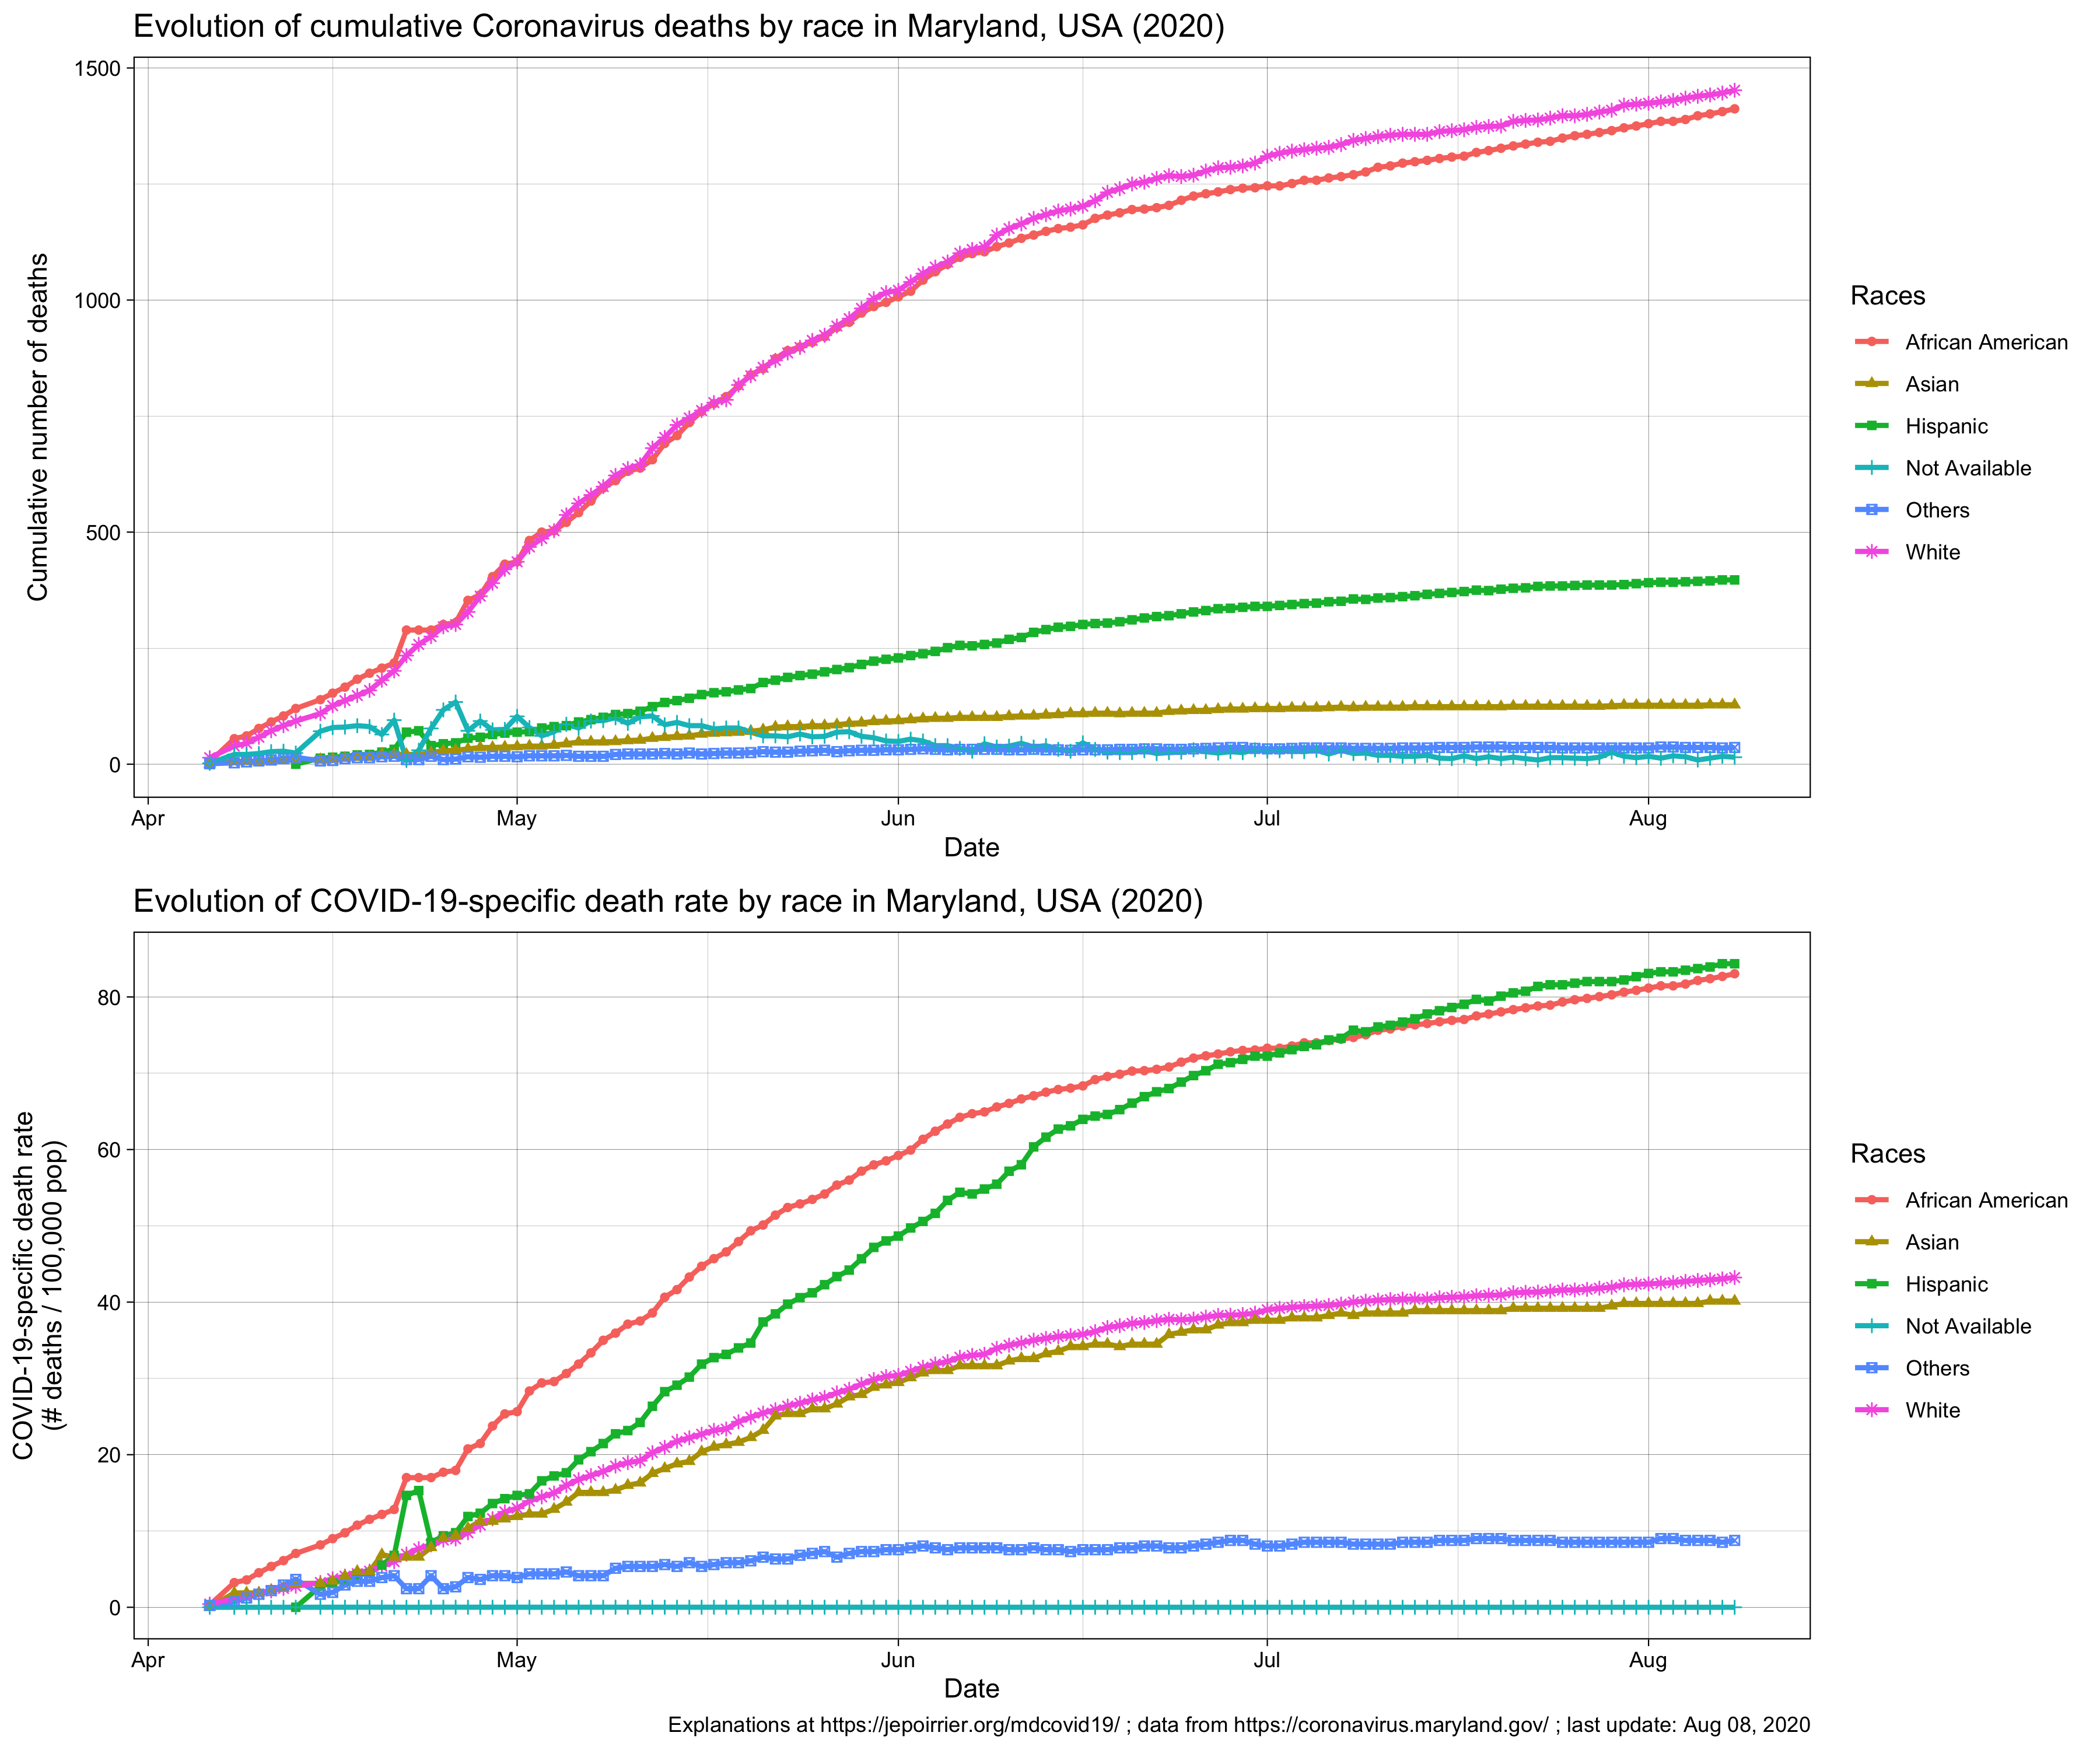 Evolution of cumulative Coronavirus deaths by race in Maryland, USA (2020)
Cumulative number of deaths
1500
1000
500
0
Apr
May
Jun
Jul
Aug
Date
Races
African American
Asian
Hispanic
Not Available
Others
White
Evolution of COVID-19-specific death rate by race in Maryland, USA (2020)
COVID-19-specific death rate
(# deaths / 100,000 pop)
80
60
40
20
0
Apr
May
Jun
Jul
Aug
Date
Races
African American
Asian
Hispanic
Not Available
Others
White
Explanations at https://jepoirrier.org/mdcovid19/ ; data from https://coronavirus.maryland.gov/ ; last update: Aug 08, 2020